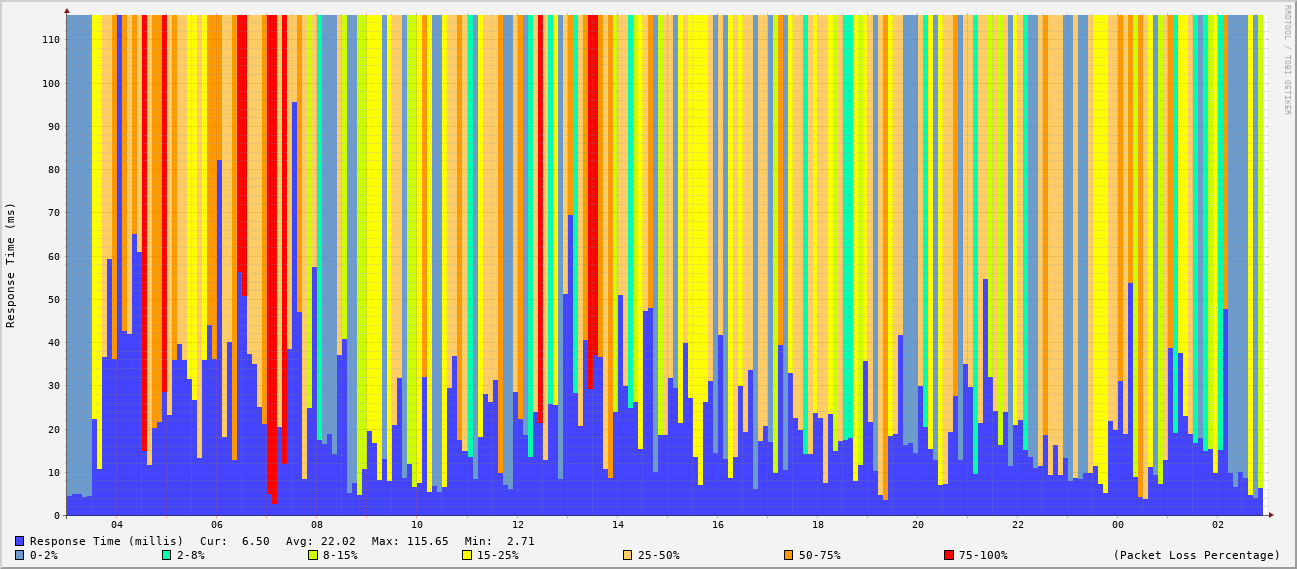 RRDTOOL / TOBI OETIKER
Response Time (ms)
110
100
90
80
70
60
50
40
30
20
10
0
04 06 08 10 12 14 16 18 20 22 00 02
Response Time (millis) Cur: 6.50 Avg: 22.02 Max: 115.65 Min: 2.71
0-2% 2-8% 8-15% 15-25% 25-50% 50-75% 75-100% (Packet Loss Percentage)